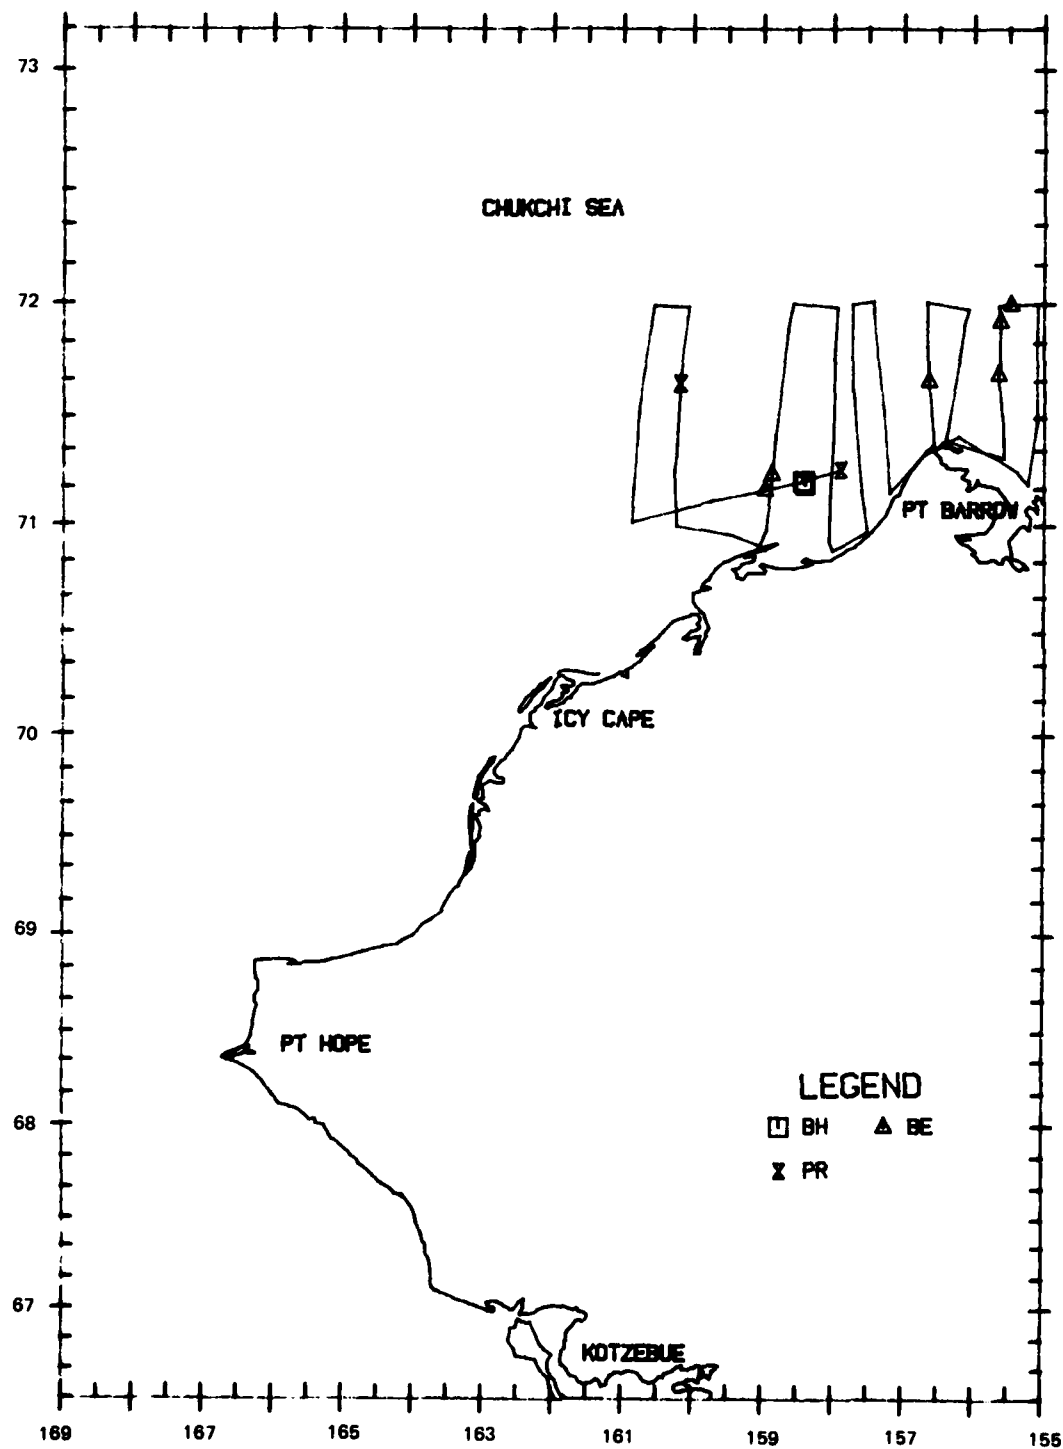 73
CHUKCHI SEA
72
71
PT BARROW
ICY CAPE
70
69
PT HOPE
LEGEND
BH BE
PR
68
67
KOTZEBUE
169 167 165 163 161 159 157 155